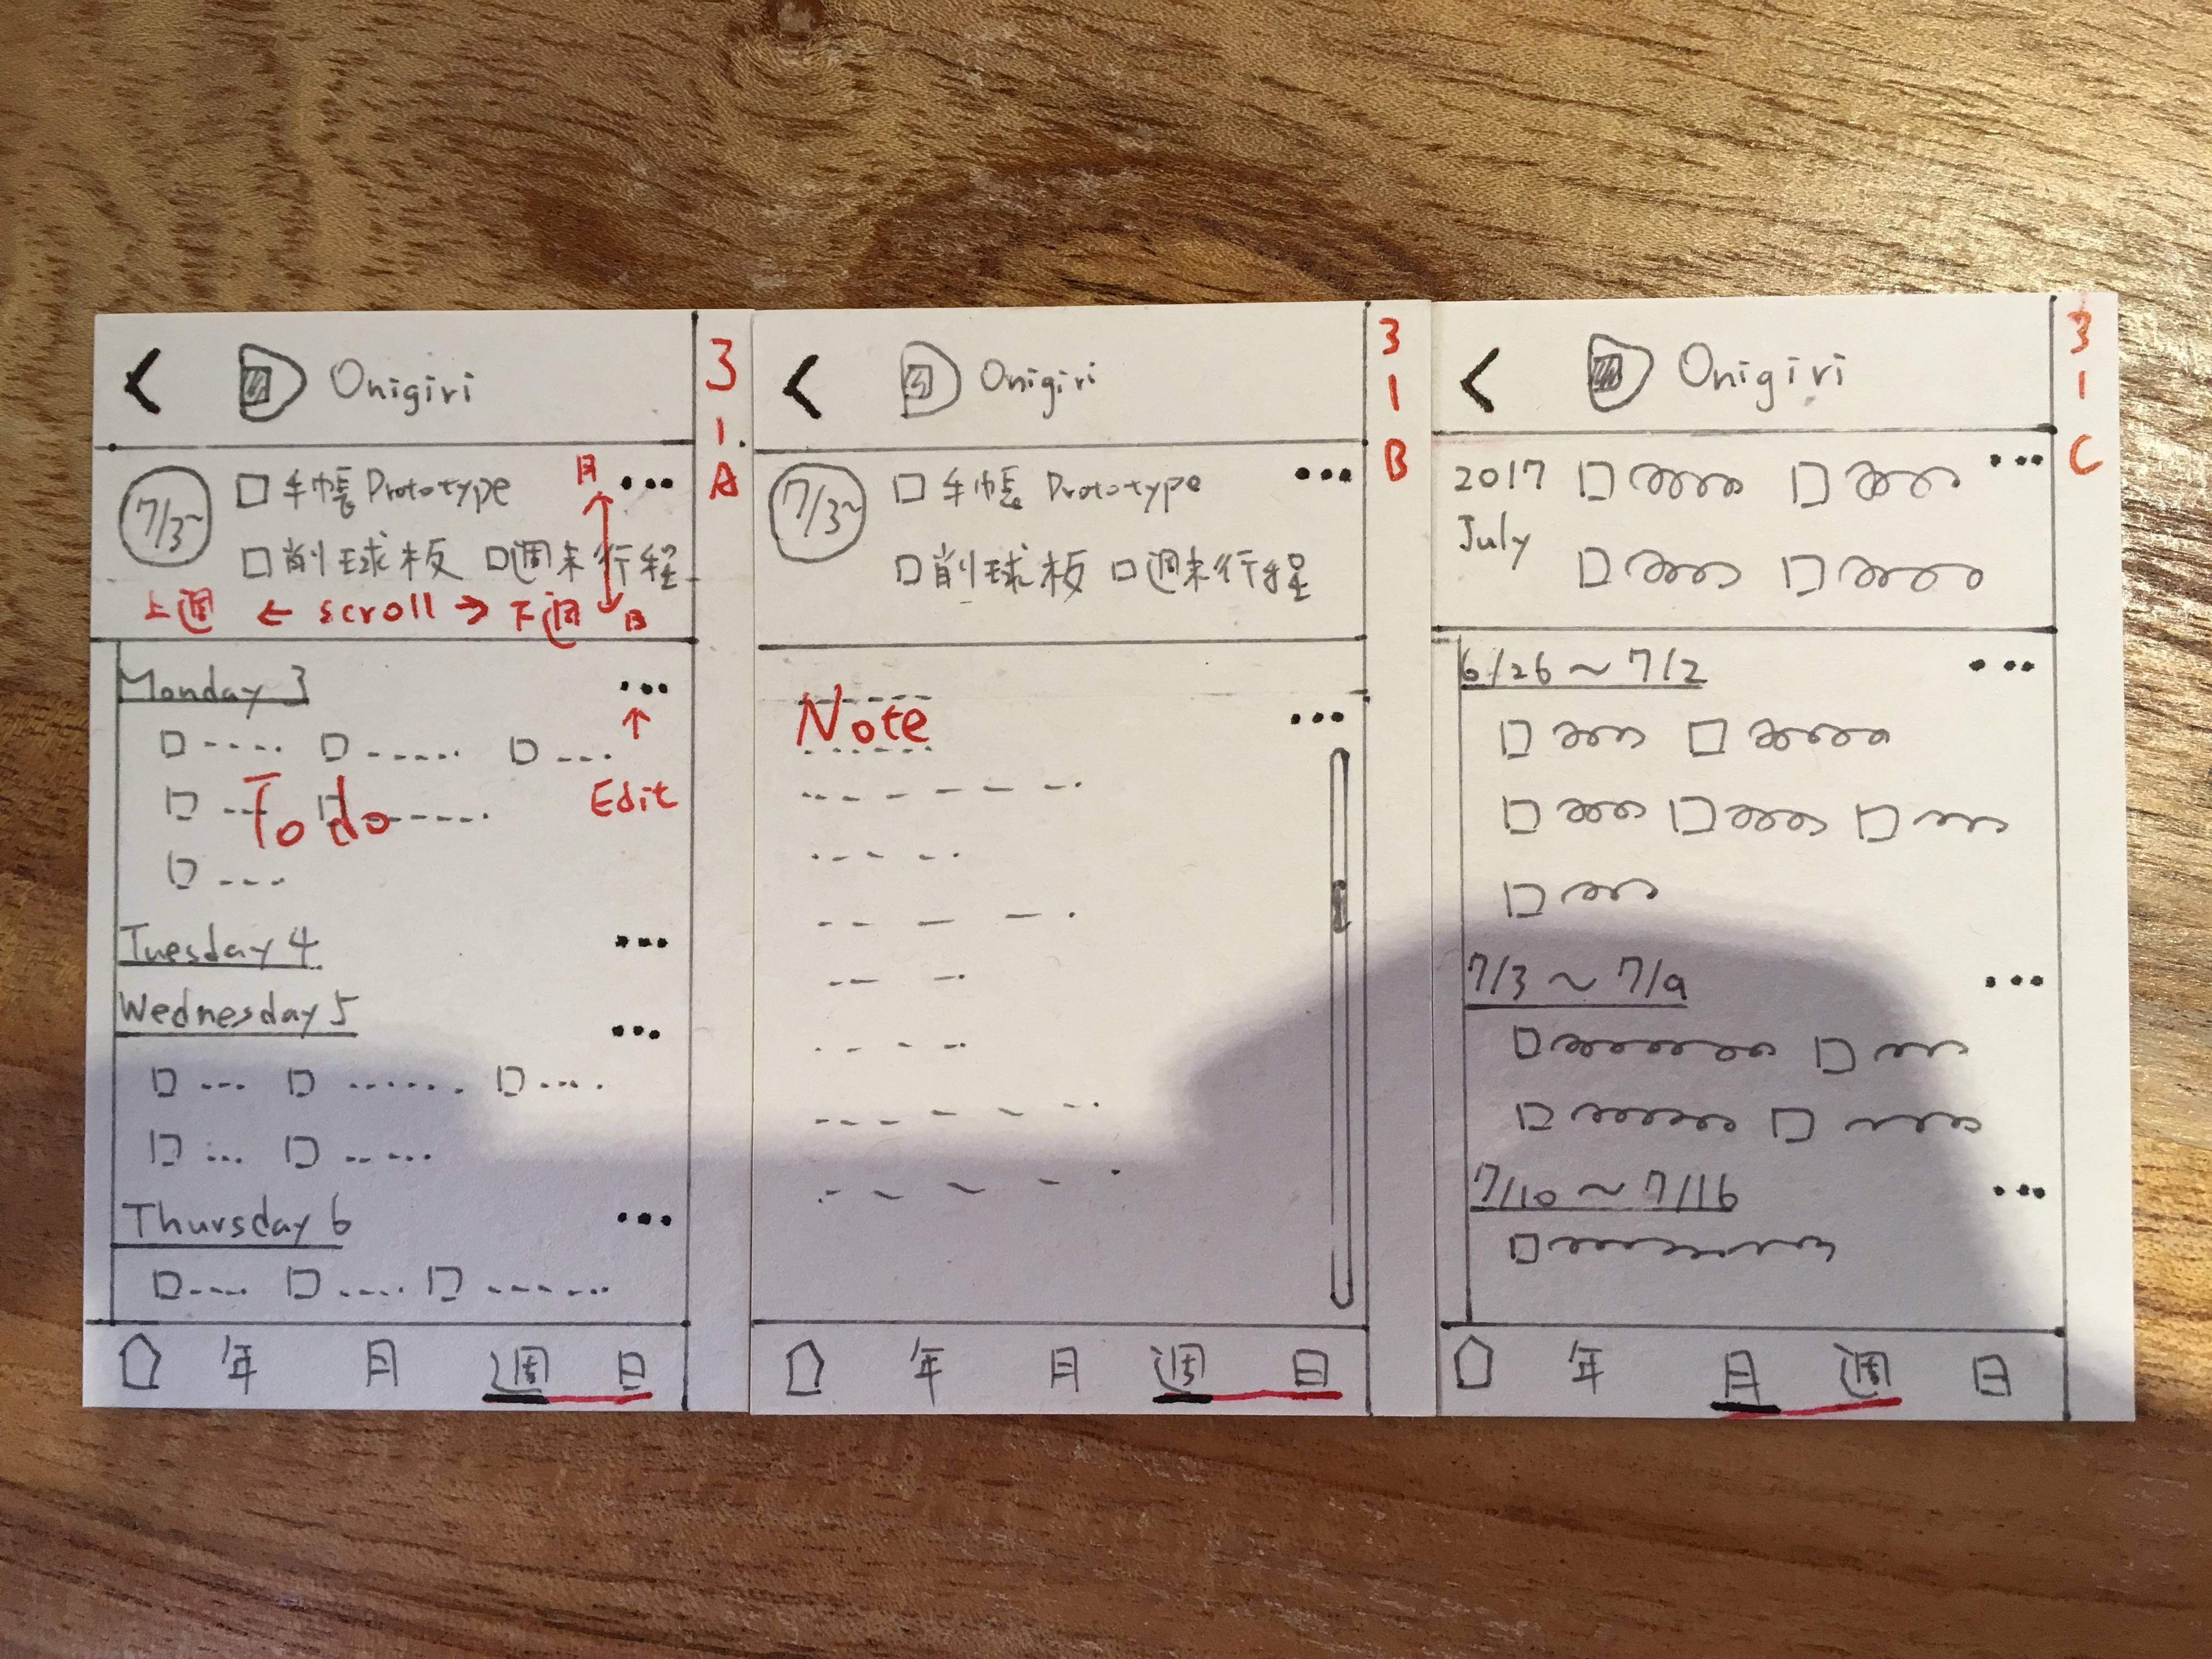 Onigiri
3
1.
A
7/3~
手帳 Prototype
月
削球板 週末行程
上週 ← scroll → 下週 日
Monday 3
To do
↑
Edit
Tuesday 4
Wednesday 5
Thursday 6
年 月 週 日
Onigiri
3
1
B
7/3~
手帳 Prototype
削球板 週末行程
Note
年 月 週 日
Onigiri
3
1
C
2017
July
6/26 ~ 7/2
7/3 ~ 7/9
7/10 ~ 7/16
年 月 週 日